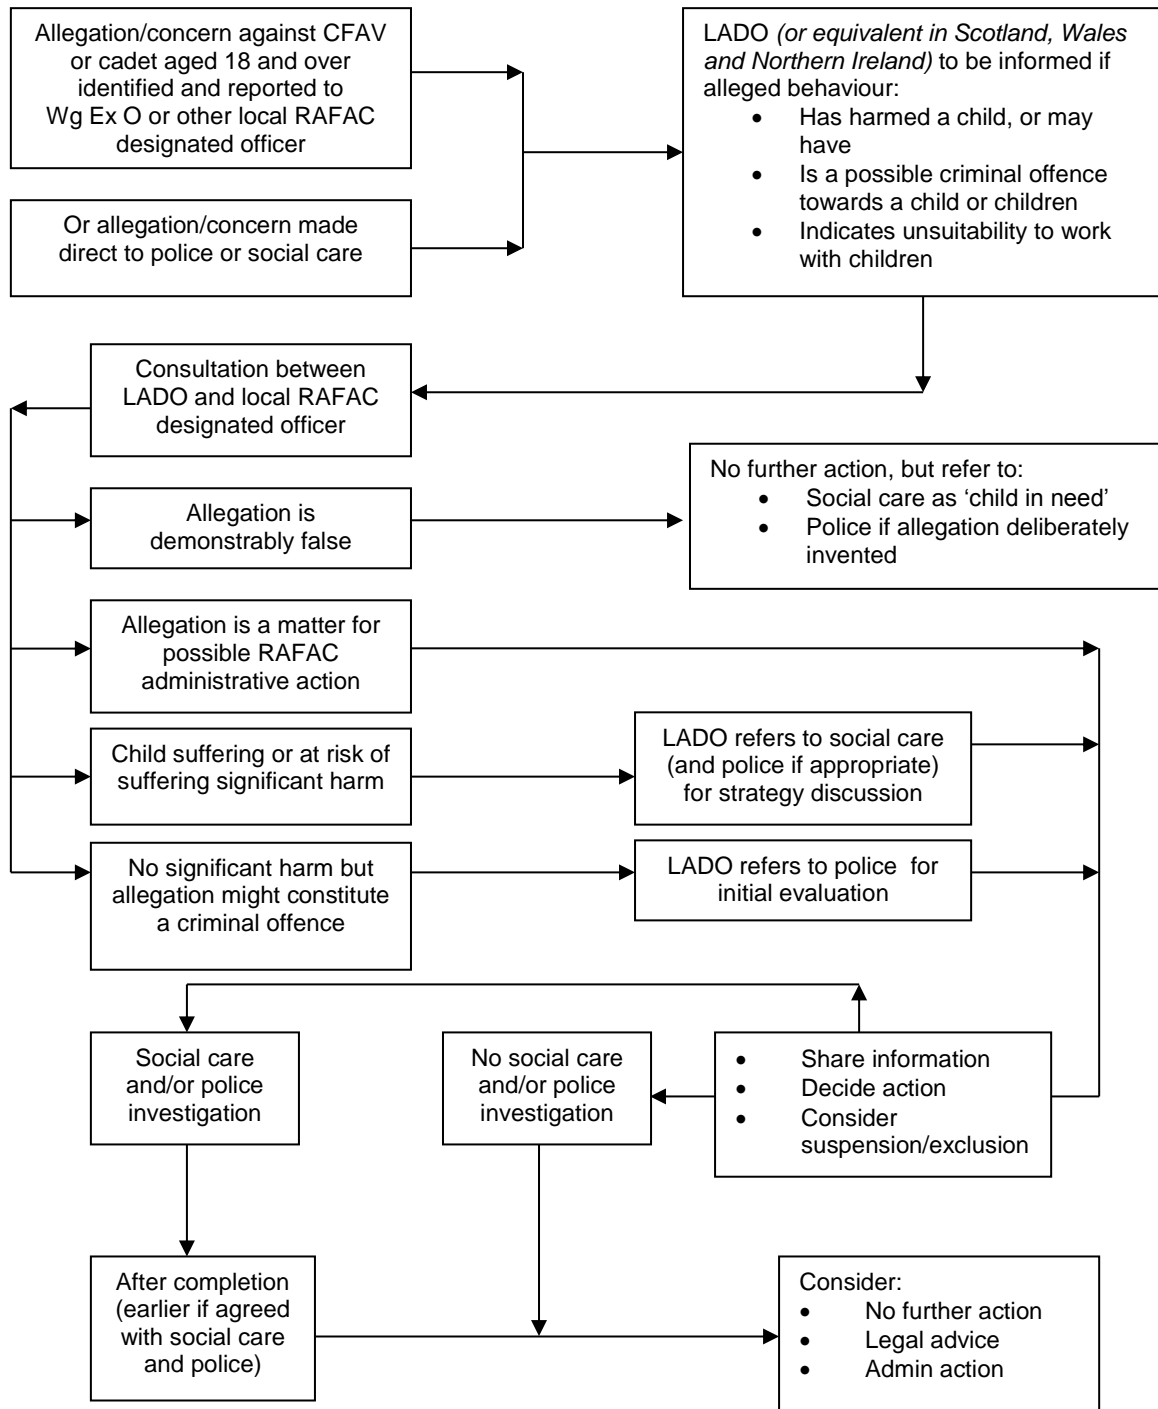 Allegation/concern against CFAV
or cadet aged 18 and over
identified and reported to
Wg Ex O or other local RAFAC
designated officer
LADO (or equivalent in Scotland, Wales
and Northern Ireland) to be informed if
alleged behaviour:
• Has harmed a child, or may
have
• Is a possible criminal offence
towards a child or children
• Indicates unsuitability to work
with children
Or allegation/concern made
direct to police or social care
Consultation between
LADO and local RAFAC
designated officer
Allegation is
demonstrably false
No further action, but refer to:
• Social care as ‘child in need’
• Police if allegation deliberately
invented
Allegation is a matter for
possible RAFAC
administrative action
Child suffering or at risk of
suffering significant harm
LADO refers to social care
(and police if appropriate)
for strategy discussion
No significant harm but
allegation might constitute
a criminal offence
LADO refers to police for
initial evaluation
Social care
and/or police
investigation
No social care
and/or police
investigation
• Share information
• Decide action
• Consider
suspension/exclusion
After completion
(earlier if agreed
with social care
and police)
Consider:
• No further action
• Legal advice
• Admin action